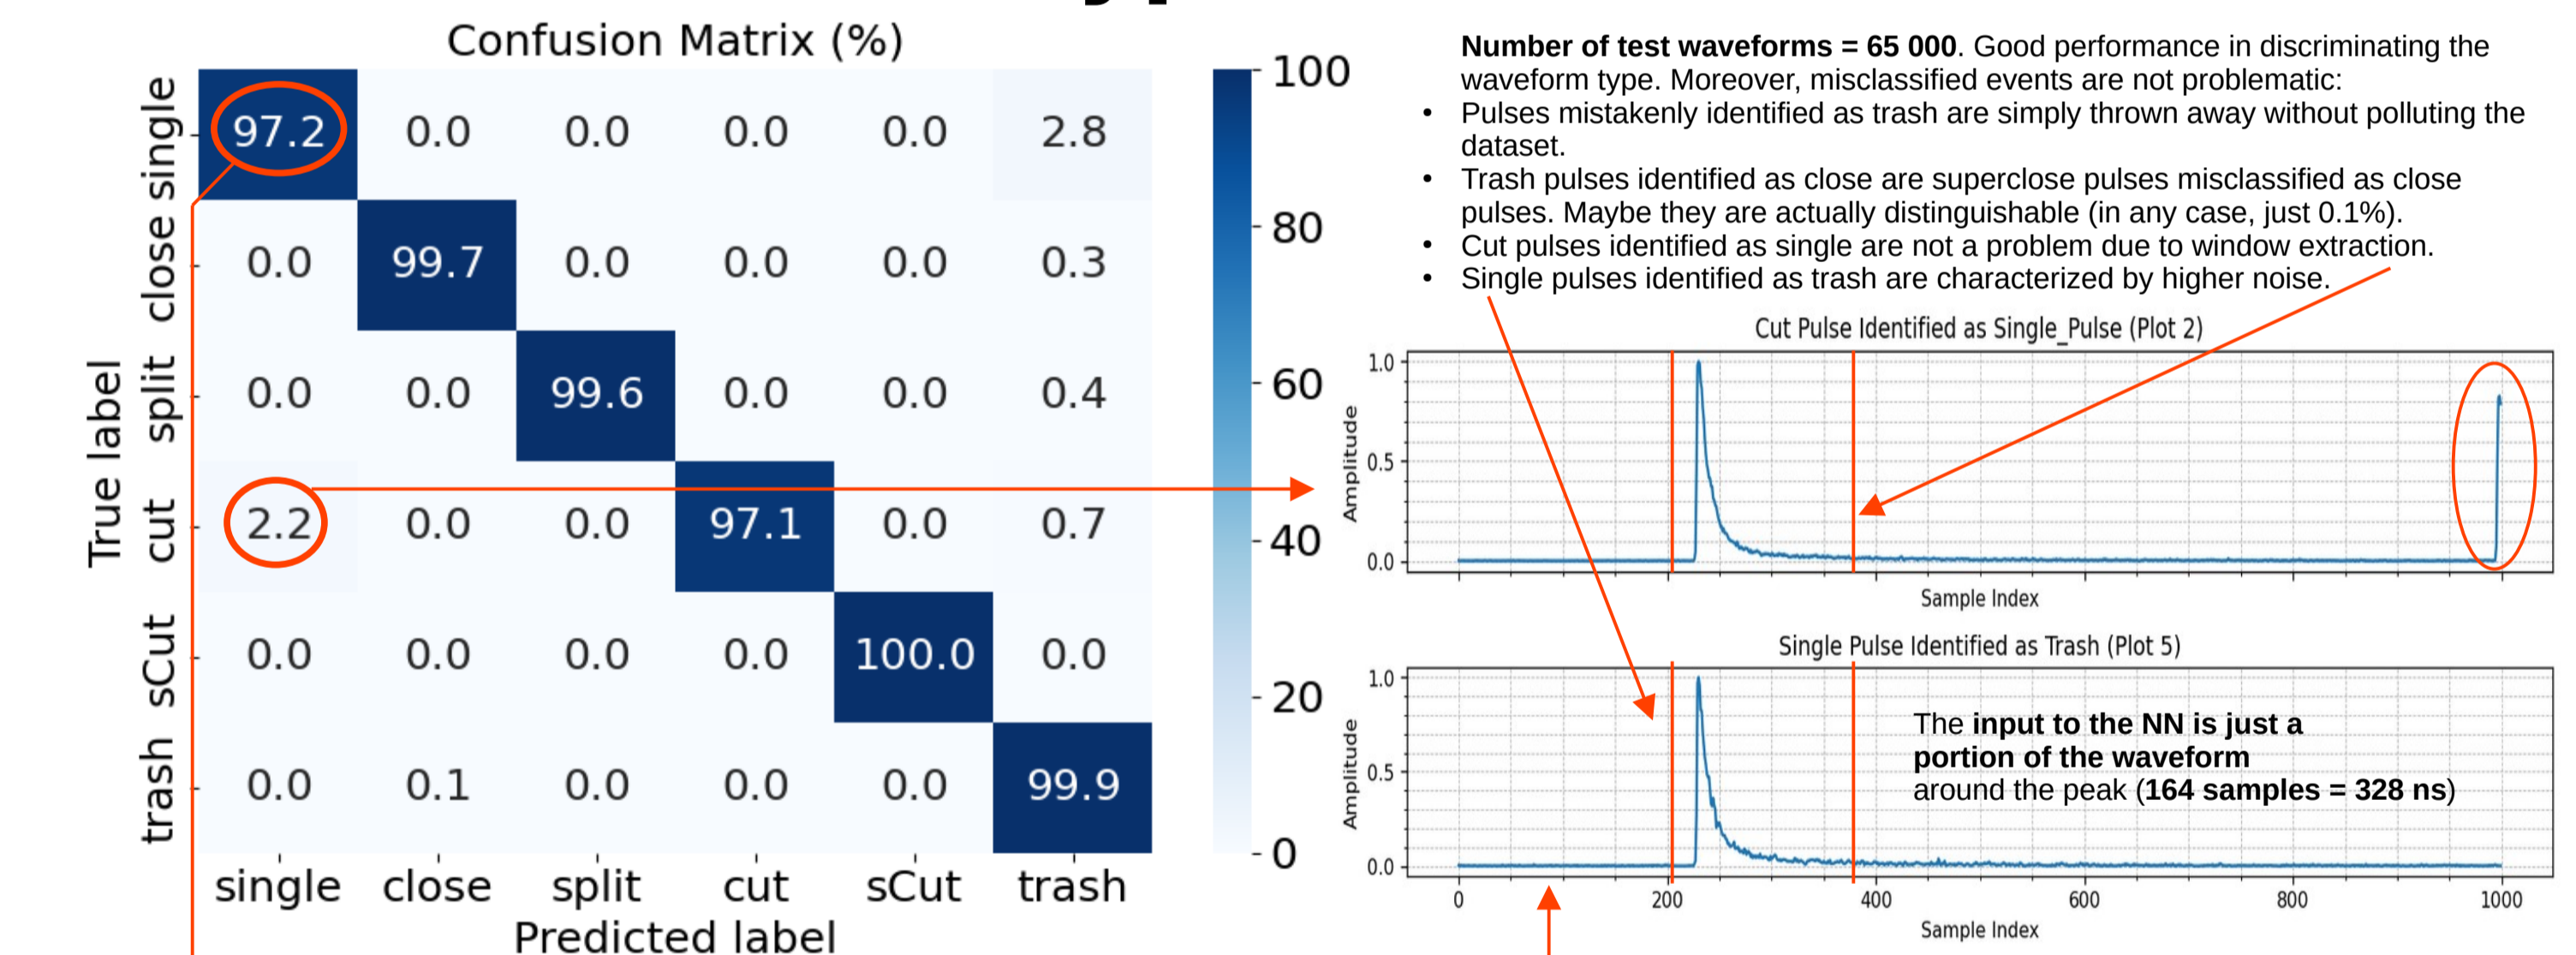 Confusion Matrix (%)
True label
single
97.2 0.0 0.0 0.0 0.0 2.8
close
0.0 99.7 0.0 0.0 0.0 0.3
split
0.0 0.0 99.6 0.0 0.0 0.4
cut
2.2 0.0 0.0 97.1 0.0 0.7
sCut
0.0 0.0 0.0 0.0 100.0 0.0
trash
0.0 0.1 0.0 0.0 0.0 99.9
single close split cut sCut trash
Predicted label
100
80
60
40
20
0
Number of test waveforms = 65 000. Good performance in discriminating the
waveform type. Moreover, misclassified events are not problematic:
• Pulses mistakenly identified as trash are simply thrown away without polluting the
dataset.
• Trash pulses identified as close are superclose pulses misclassified as close
pulses. Maybe they are actually distinguishable (in any case, just 0.1%).
• Cut pulses identified as single are not a problem due to window extraction.
• Single pulses identified as trash are characterized by higher noise.
Cut Pulse Identified as Single_Pulse (Plot 2)
Amplitude
1.0
0.5
0.0
Sample Index
Single Pulse Identified as Trash (Plot 5)
Amplitude
1.0
0.5
0.0
The input to the NN is just a
portion of the waveform
around the peak (164 samples = 328 ns)
0 200 400 600 800 1000
Sample Index